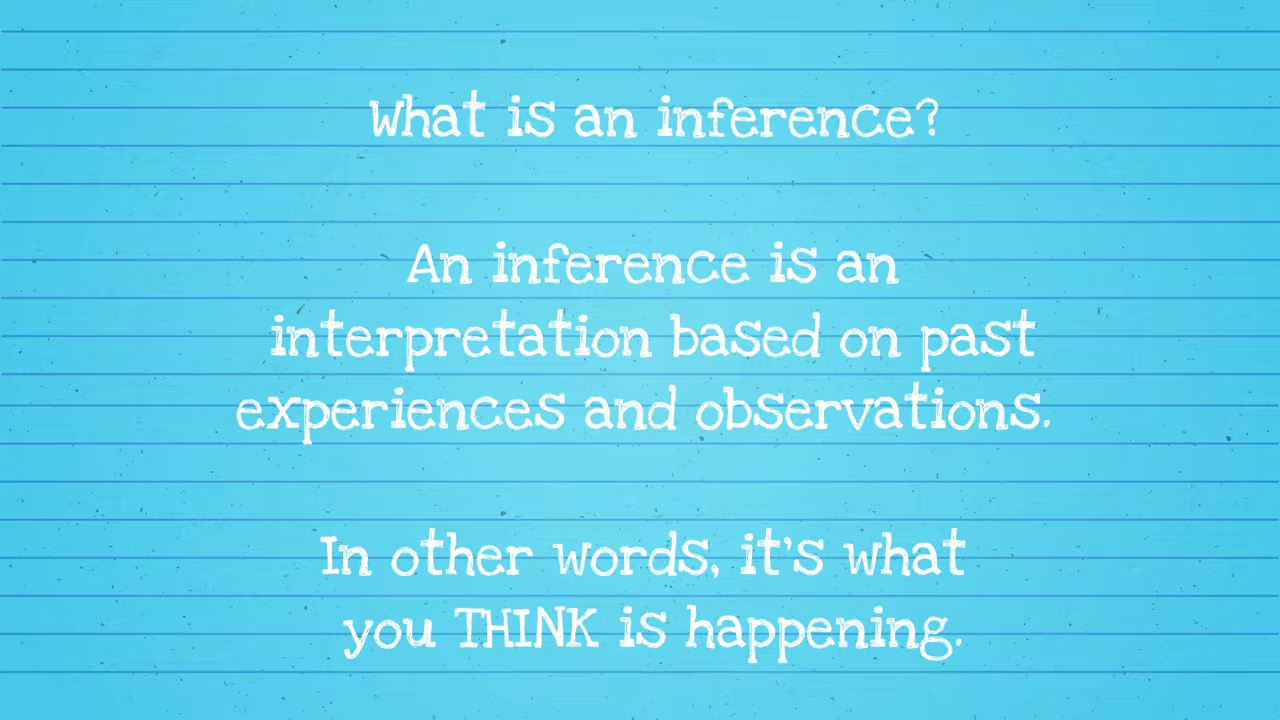 What is an inference?
An inference is an
interpretation based on past
experiences and observations.
In other words, it's what
you THINK is happening.